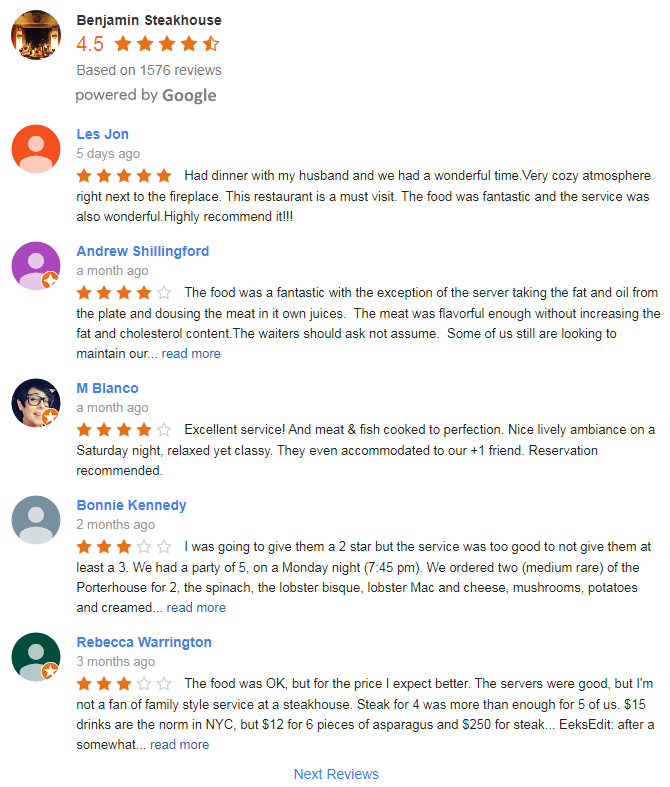 Benjamin Steakhouse
4.5
Based on 1576 reviews
powered by Google
Les Jon
5 days ago
Had dinner with my husband and we had a wonderful time.Very cozy atmosphere
right next to the fireplace. This restaurant is a must visit. The food was fantastic and the service was
also wonderful.Highly recommend it!!!
Andrew Shillingford
a month ago
The food was a fantastic with the exception of the server taking the fat and oil from
the plate and dousing the meat in it own juices.  The meat was flavorful enough without increasing the
fat and cholesterol content.The waiters should ask not assume.  Some of us still are looking to
maintain our... read more
M Blanco
a month ago
Excellent service! And meat & fish cooked to perfection. Nice lively ambiance on a
Saturday night, relaxed yet classy. They even accommodated to our +1 friend. Reservation
recommended.
Bonnie Kennedy
2 months ago
I was going to give them a 2 star but the service was too good to not give them at
least a 3. We had a party of 5, on a Monday night (7:45 pm). We ordered two (medium rare) of the
Porterhouse for 2, the spinach, the lobster bisque, lobster Mac and cheese, mushrooms, potatoes
and creamed... read more
Rebecca Warrington
3 months ago
The food was OK, but for the price I expect better. The servers were good, but I'm
not a fan of family style service at a steakhouse. Steak for 4 was more than enough for 5 of us. $15
drinks are the norm in NYC, but $12 for 6 pieces of asparagus and $250 for steak... EeksEdit: after a
somewhat... read more
Next Reviews